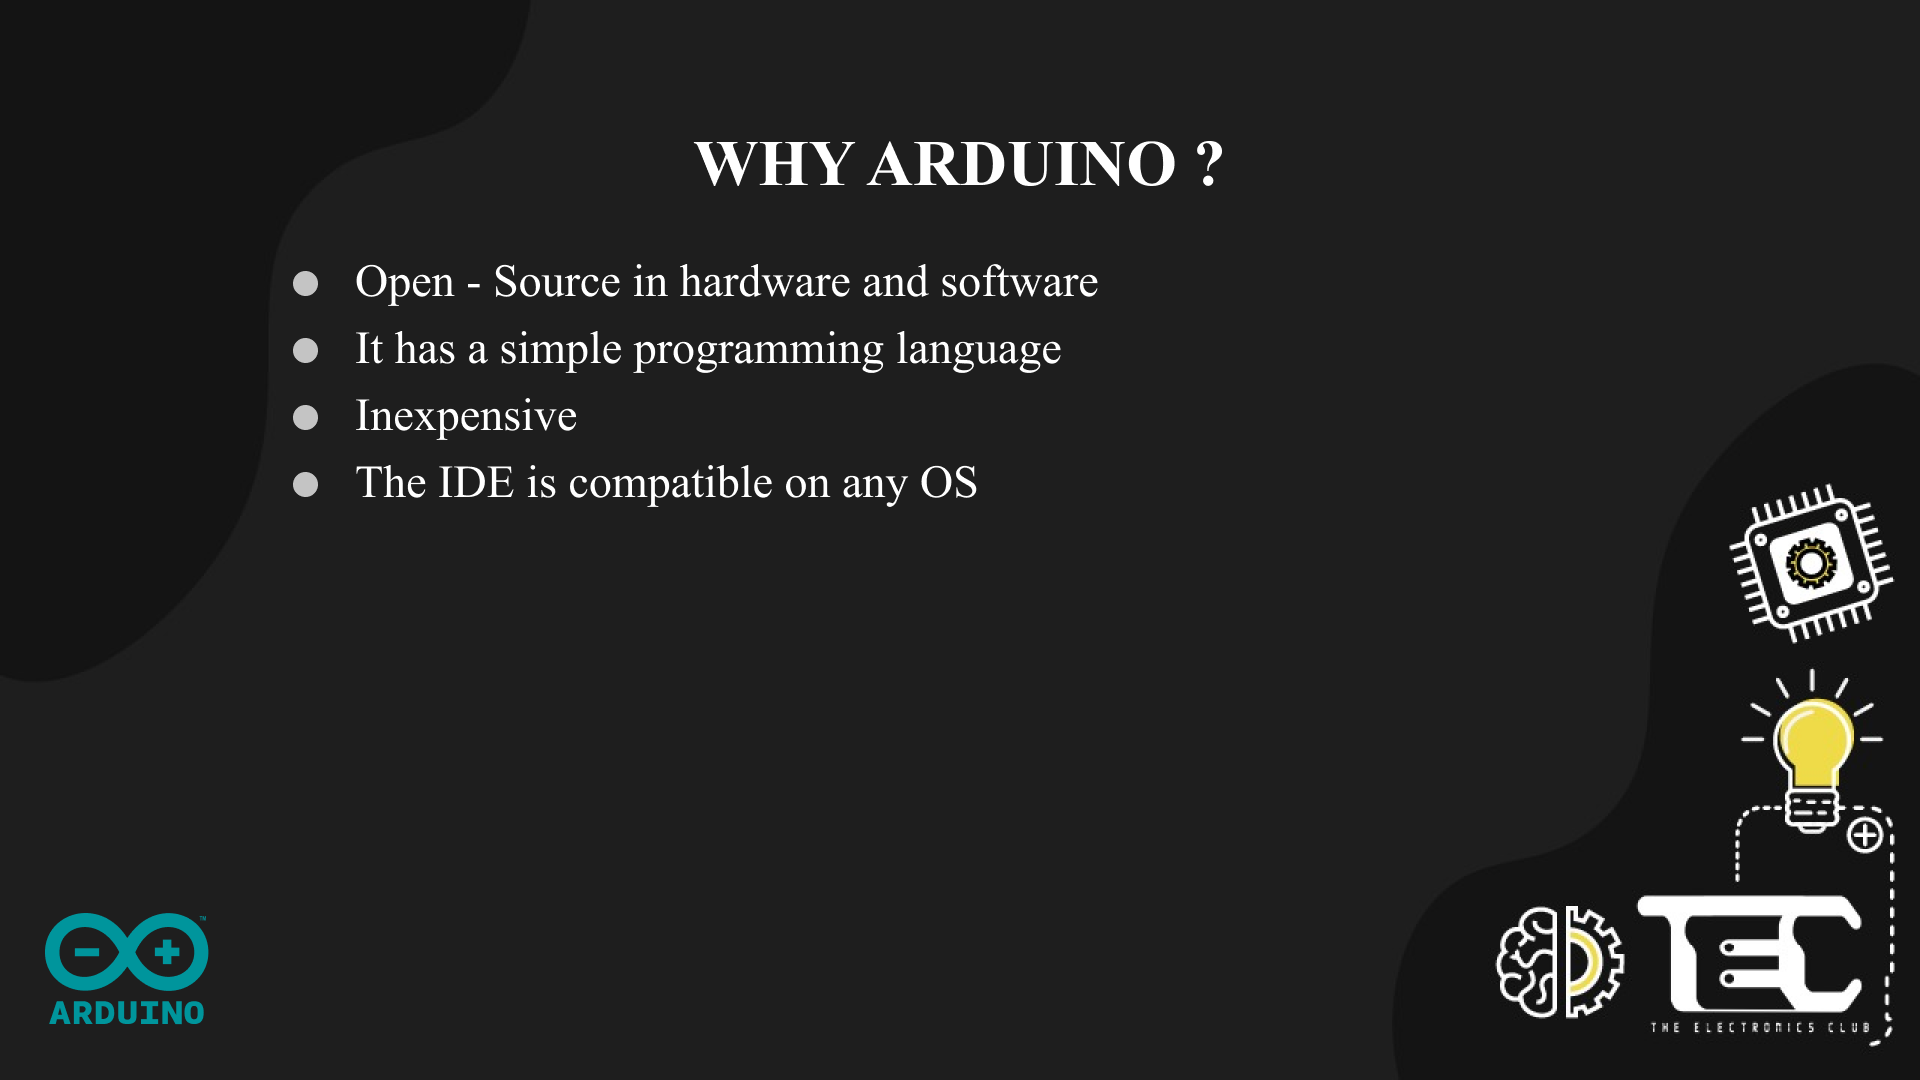 WHY ARDUINO ?
Open - Source in hardware and software
It has a simple programming language
Inexpensive
The IDE is compatible on any OS
ARDUINO
TM
TEC
THE ELECTRONICS CLUB